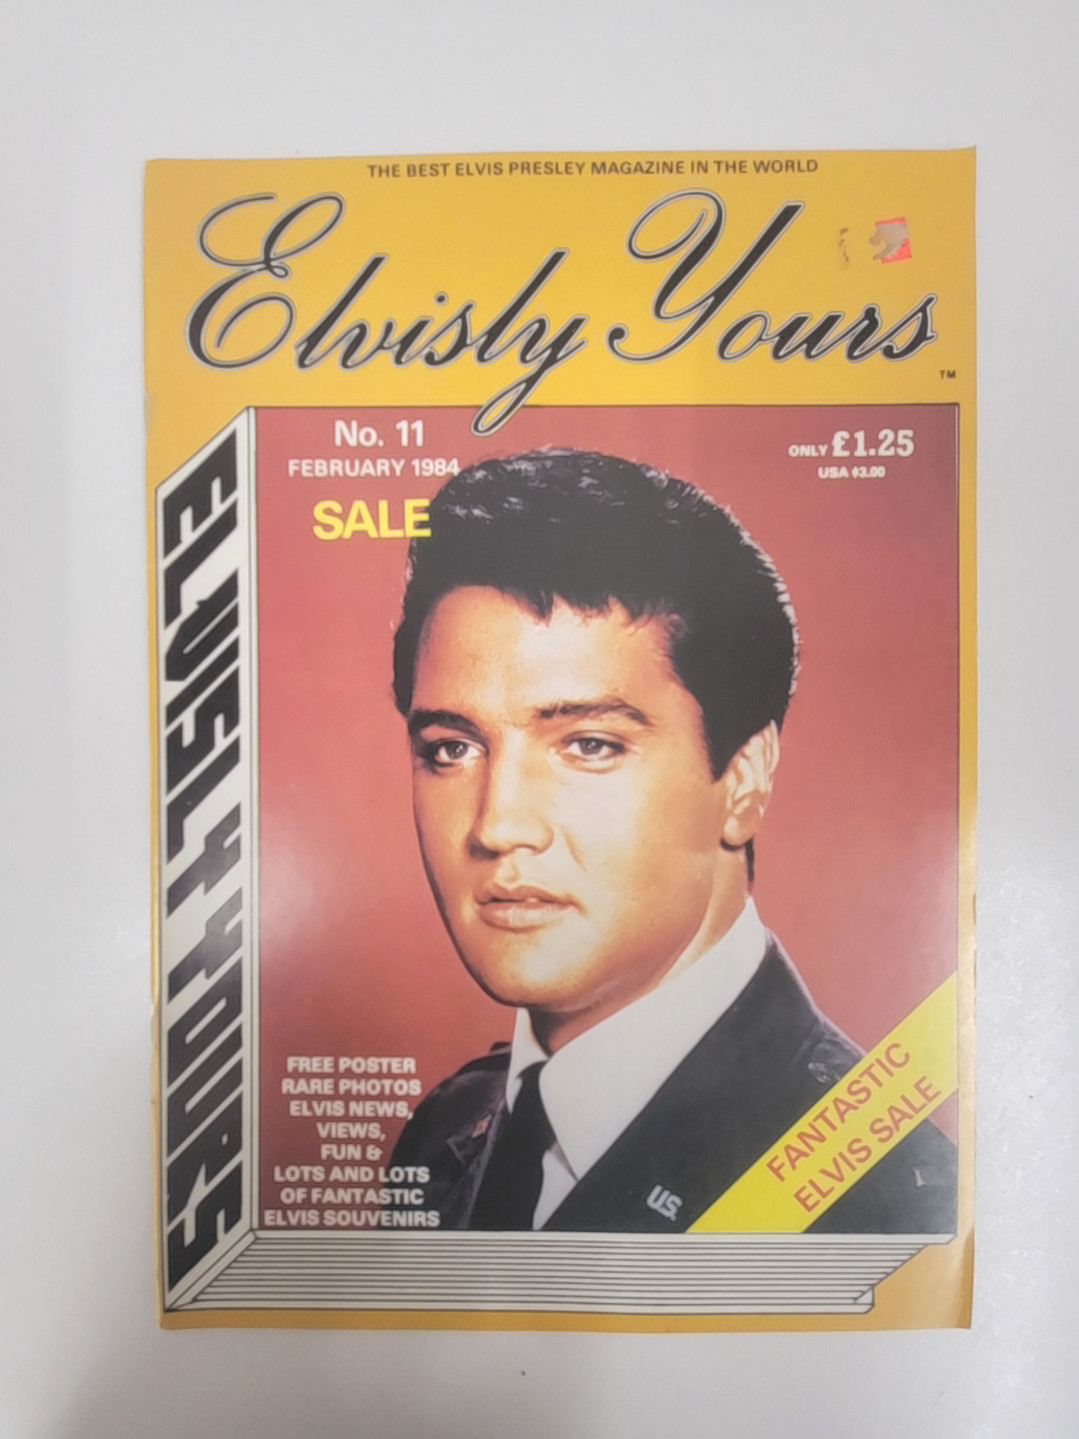 THE BEST ELVIS PRESLEY MAGAZINE IN THE WORLD
Elvisly Yours
TM
No. 11
FEBRUARY 1984
SALE
ONLY £1.25
USA $3.00
ELVISLY YOURS
FREE POSTER
RARE PHOTOS
ELVIS NEWS,
VIEWS,
FUN &
LOTS AND LOTS
OF FANTASTIC
ELVIS SOUVENIRS
U.S.
FANTASTIC
ELVIS SALE